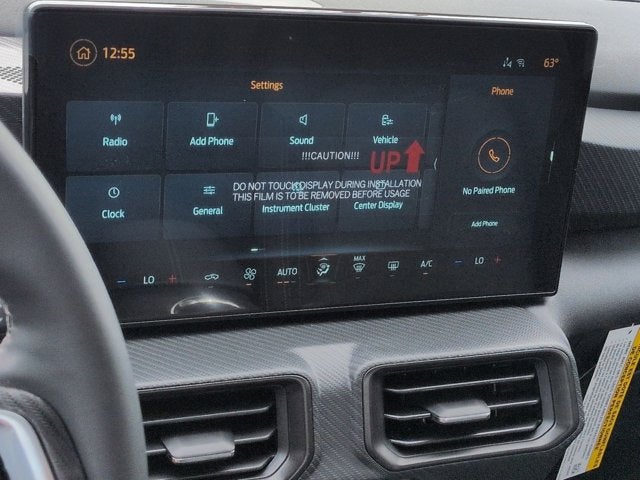 12:55
63°
Settings
Phone
Radio
Add Phone
Sound
Vehicle
!!!CAUTION!!!
UP
DO NOT TOUCH DISPLAY DURING INSTALLATION
THIS FILM IS TO BE REMOVED BEFORE USAGE
No Paired Phone
Clock
General
Instrument Cluster
Center Display
Add Phone
LO
AUTO
MAX
A/C
LO